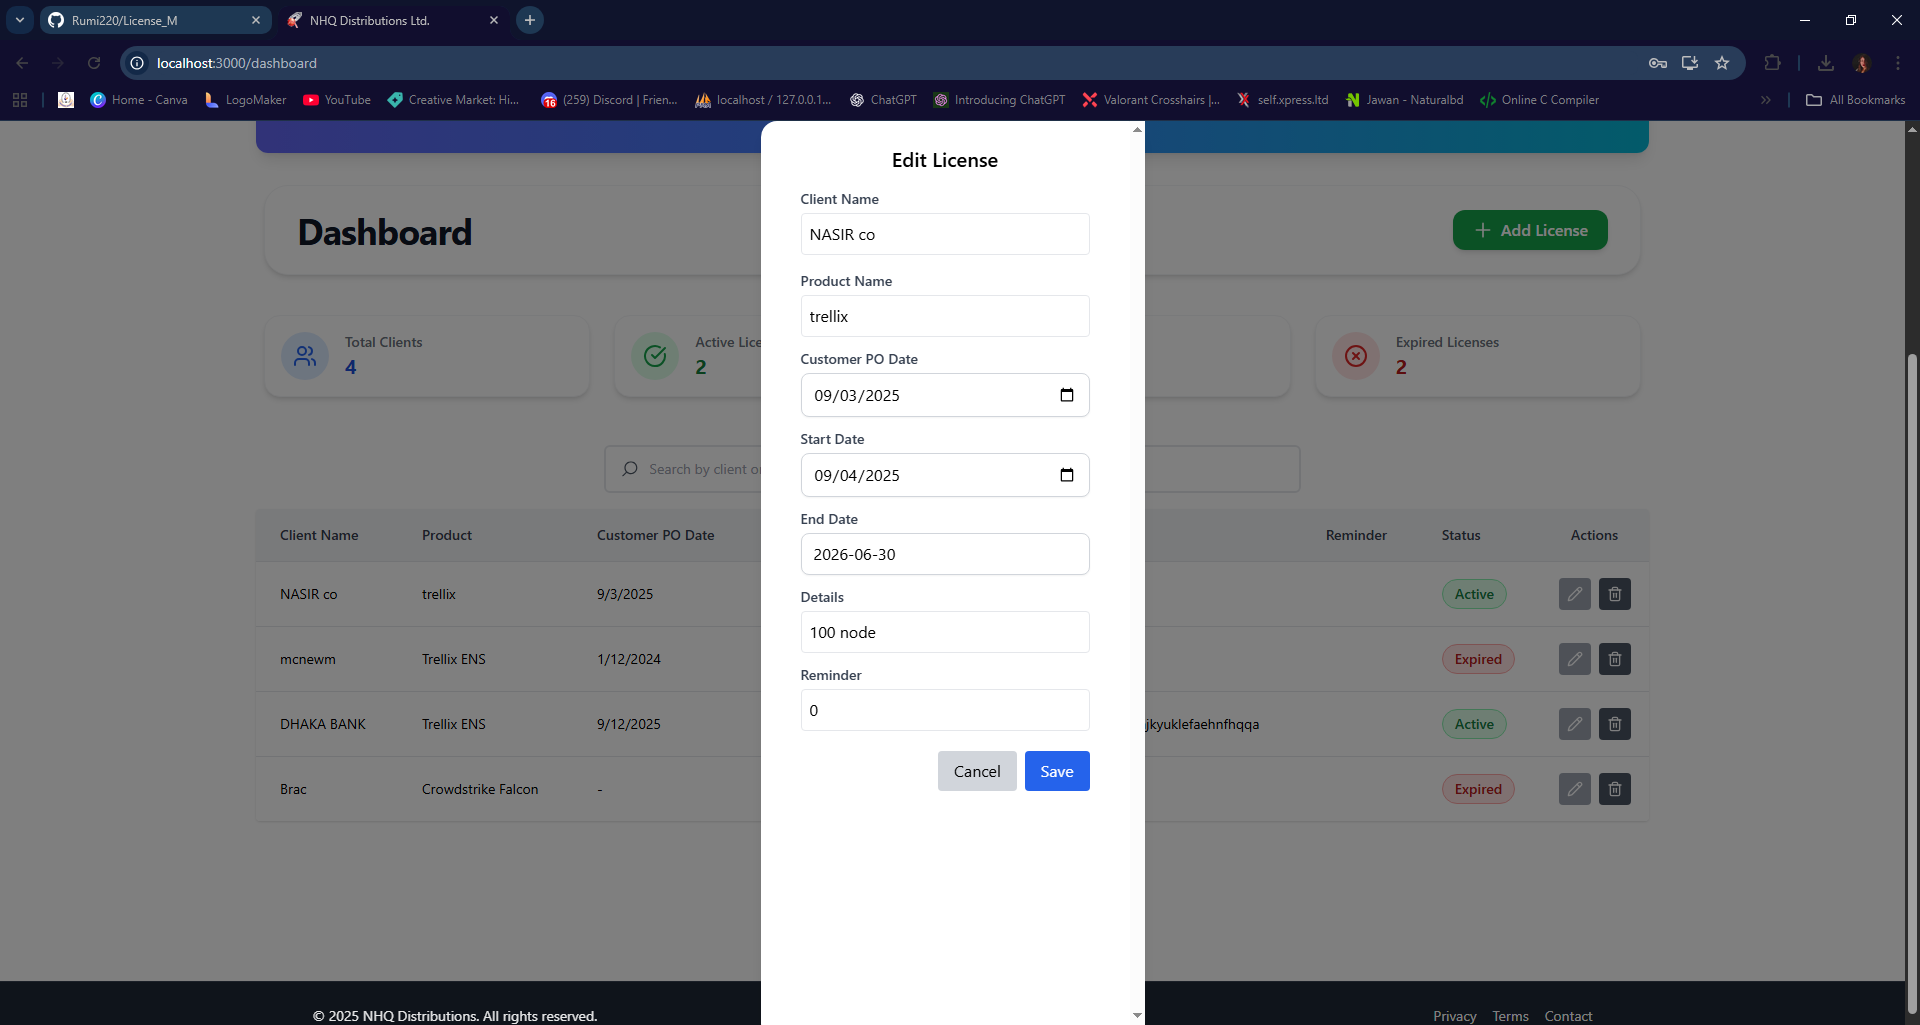 Rumi220/License_M
NHQ Distributions Ltd.
localhost:3000/dashboard
Home - Canva
LogoMaker
YouTube
Creative Market: Hi...
16
(259) Discord | Frien...
localhost / 127.0.0.1...
ChatGPT
Introducing ChatGPT
Valorant Crosshairs |...
self.xpress.ltd
Jawan - Naturalbd
Online C Compiler
All Bookmarks
Dashboard
+ Add License
Total Clients
4
Active Lice
2
Expired Licenses
2
Search by client o
Client Name Product Customer PO Date Reminder Status Actions
NASIR co trellix 9/3/2025 Active
mcnewm Trellix ENS 1/12/2024 Expired
DHAKA BANK Trellix ENS 9/12/2025 jkyuklefaehnfhqqa Active
Brac Crowdstrike Falcon - Expired
Edit License
Client Name
NASIR co
Product Name
trellix
Customer PO Date
09/03/2025
Start Date
09/04/2025
End Date
2026-06-30
Details
100 node
Reminder
0
Cancel Save
© 2025 NHQ Distributions. All rights reserved.
Privacy Terms Contact